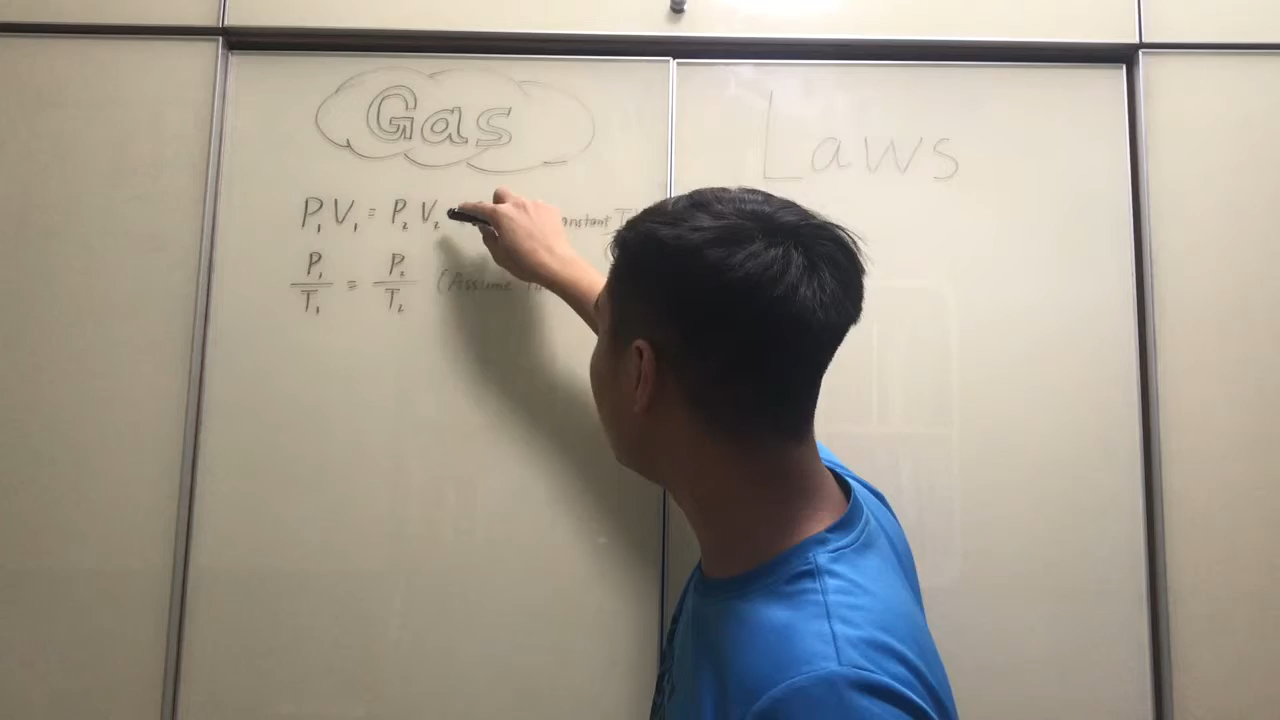 Gas Laws
P₁V₁ = P₂V₂ constant
P₁/T₁ = P₂/T₂ (Assume